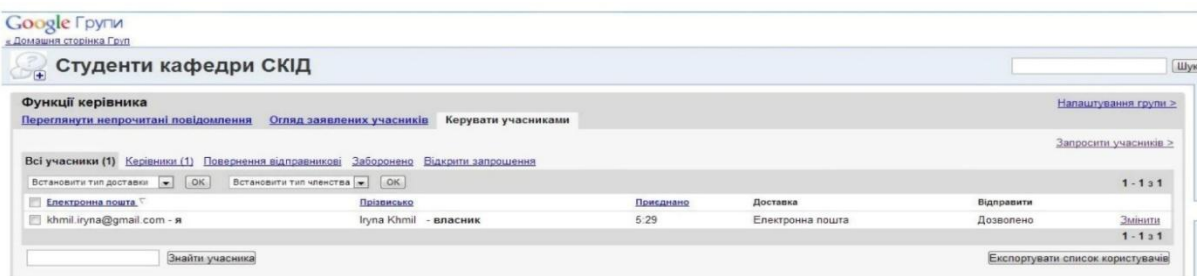 Google Групи
« Домашня сторінка Груп
Студенти кафедри СКІД
Шук
Функції керівника
Налаштування групи >
Переглянути непрочитані повідомлення Огляд заявлених учасників Керувати учасниками
Запросити учасників >
Всі учасники (1) Керівники (1) Повернення відправникові Заборонено Відкрити запрошення
Встановити тип доставки OK Встановити тип членства OK 1 - 1 з 1
Електронна пошта Прізвисько Приєднано Доставка Відправити
khmil.iryna@gmail.com - я Iryna Khmil - власник 5:29 Електронна пошта Дозволено Змінити
1 - 1 з 1
Знайти учасника Експортувати список користувачів